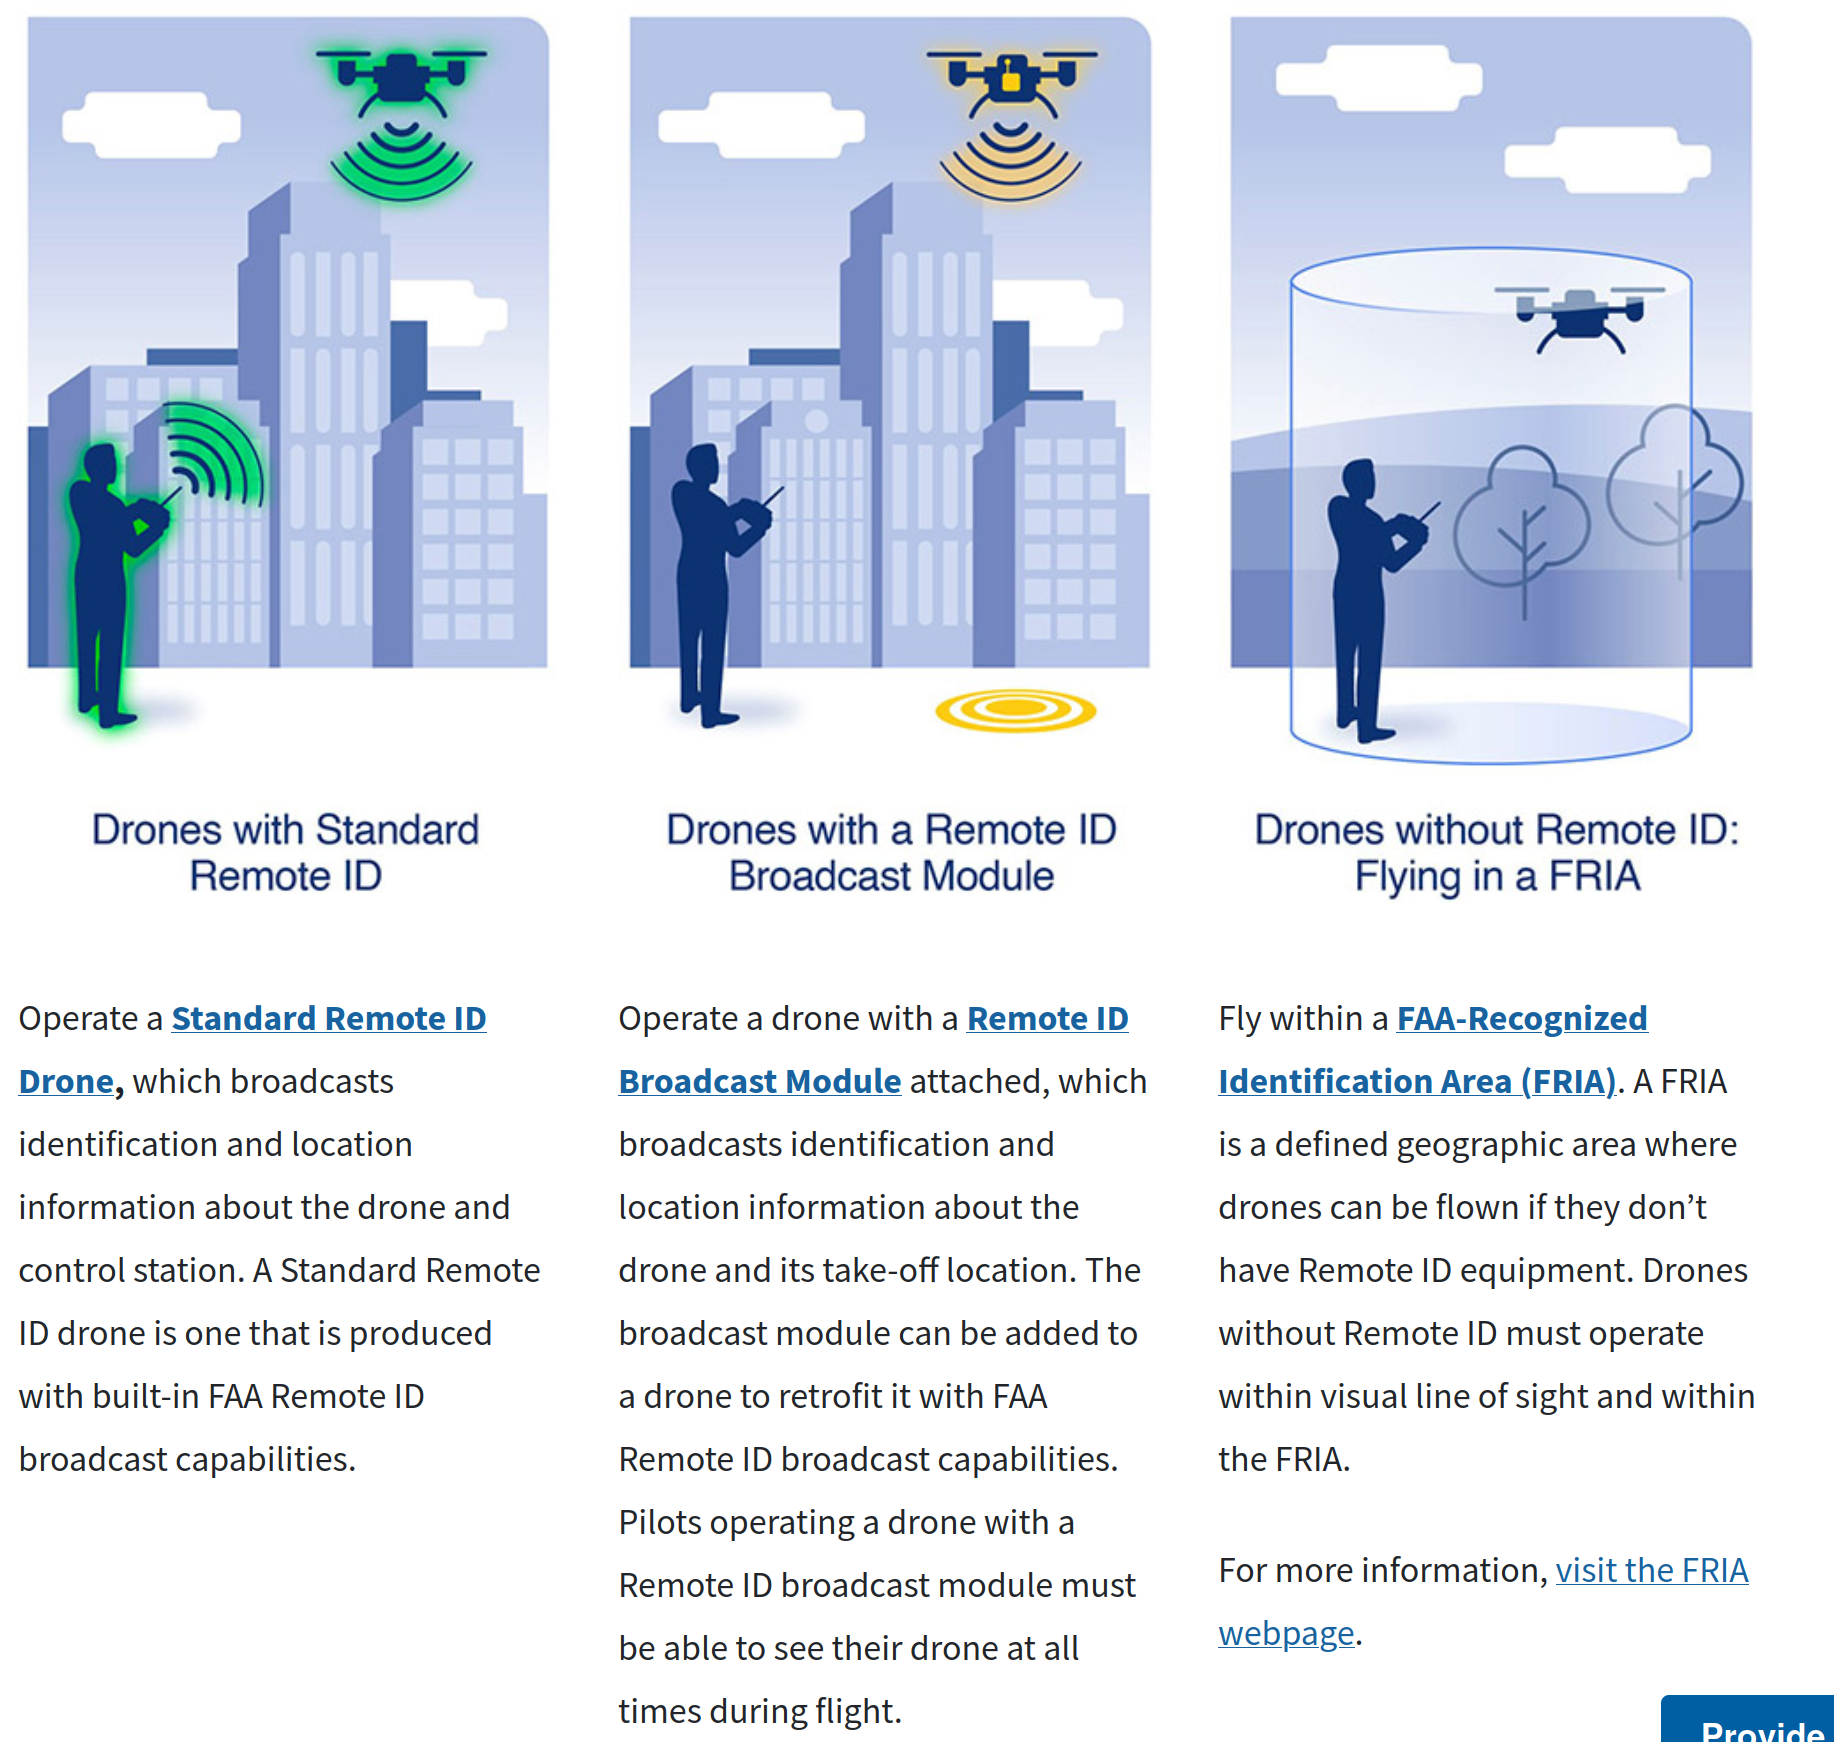 Drones with Standard
Remote ID
Operate a Standard Remote ID
Drone, which broadcasts
identification and location
information about the drone and
control station. A Standard Remote
ID drone is one that is produced
with built-in FAA Remote ID
broadcast capabilities.
Drones with a Remote ID
Broadcast Module
Operate a drone with a Remote ID
Broadcast Module attached, which
broadcasts identification and
location information about the
drone and its take-off location. The
broadcast module can be added to
a drone to retrofit it with FAA
Remote ID broadcast capabilities.
Pilots operating a drone with a
Remote ID broadcast module must
be able to see their drone at all
times during flight.
Drones without Remote ID:
Flying in a FRIA
Fly within a FAA-Recognized
Identification Area (FRIA). A FRIA
is a defined geographic area where
drones can be flown if they don’t
have Remote ID equipment. Drones
without Remote ID must operate
within visual line of sight and within
the FRIA.
For more information, visit the FRIA
webpage.
Provide